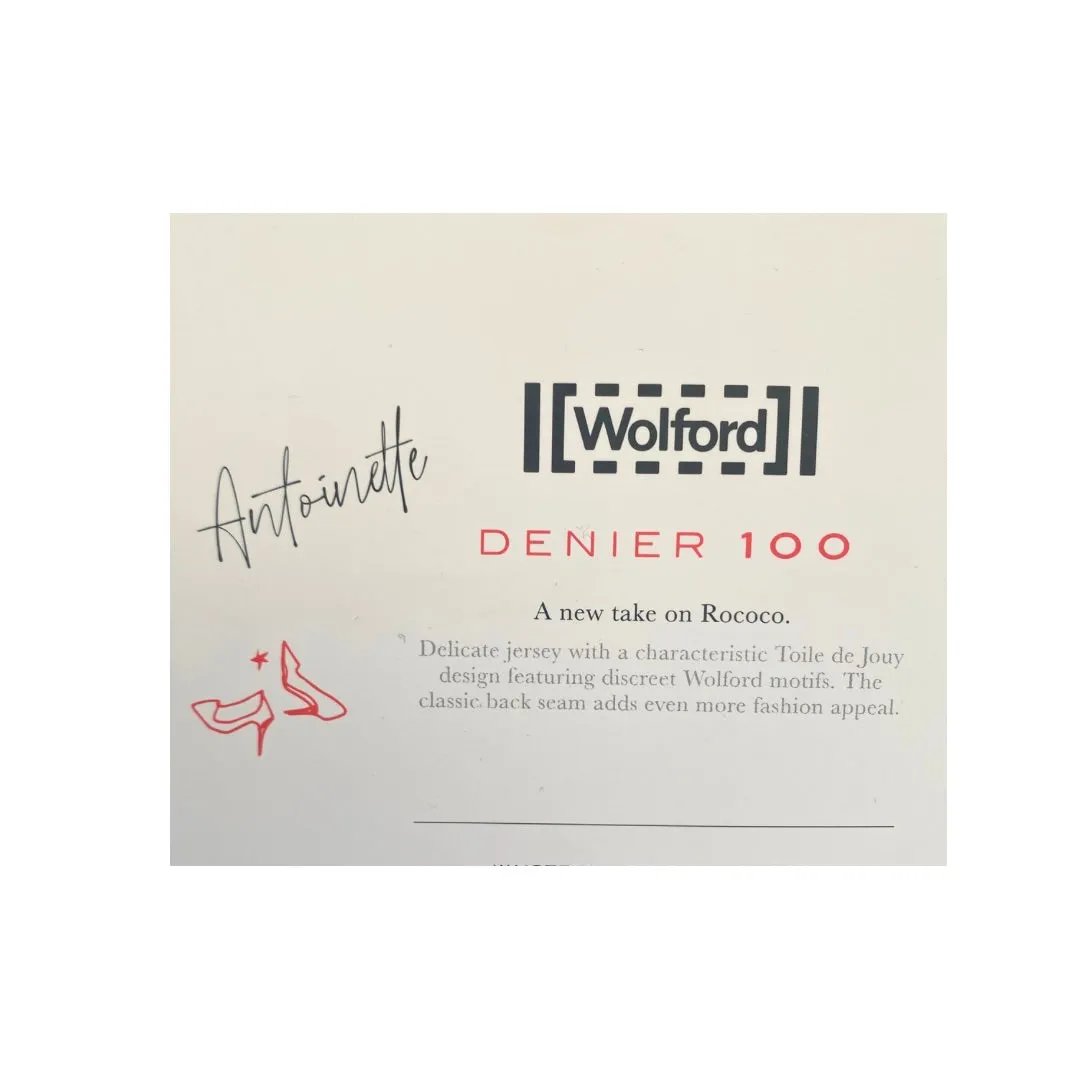 Wolford
Antoinette
DENIER 100
A new take on Rococo.
Delicate jersey with a characteristic Toile de Jouy
design featuring discreet Wolford motifs. The
classic back seam adds even more fashion appeal.